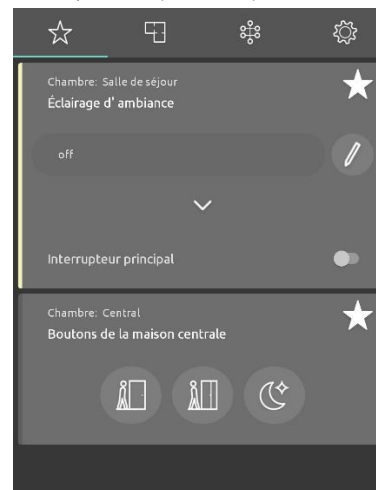 Chambre: Salle de séjour
Éclairage d' ambiance
off
Interrupteur principal
Chambre: Central
Boutons de la maison centrale